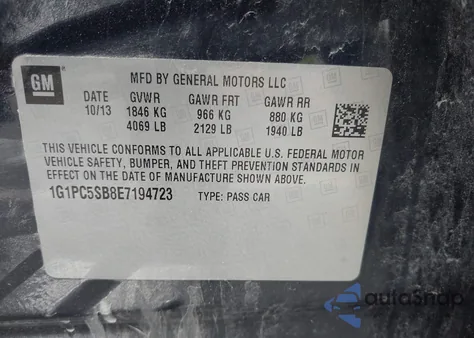 GM
MFD BY GENERAL MOTORS LLC
DATE GVWR GAWR FRT GAWR RR
10/13 1846 KG 966 KG 880 KG
4069 LB 2129 LB 1940 LB
THIS VEHICLE CONFORMS TO ALL APPLICABLE U.S. FEDERAL MOTOR
VEHICLE SAFETY, BUMPER, AND THEFT PREVENTION STANDARDS IN
EFFECT ON THE DATE OF MANUFACTURE SHOWN ABOVE.
1G1PC5SB8E7194723 TYPE: PASS CAR
autoSnap